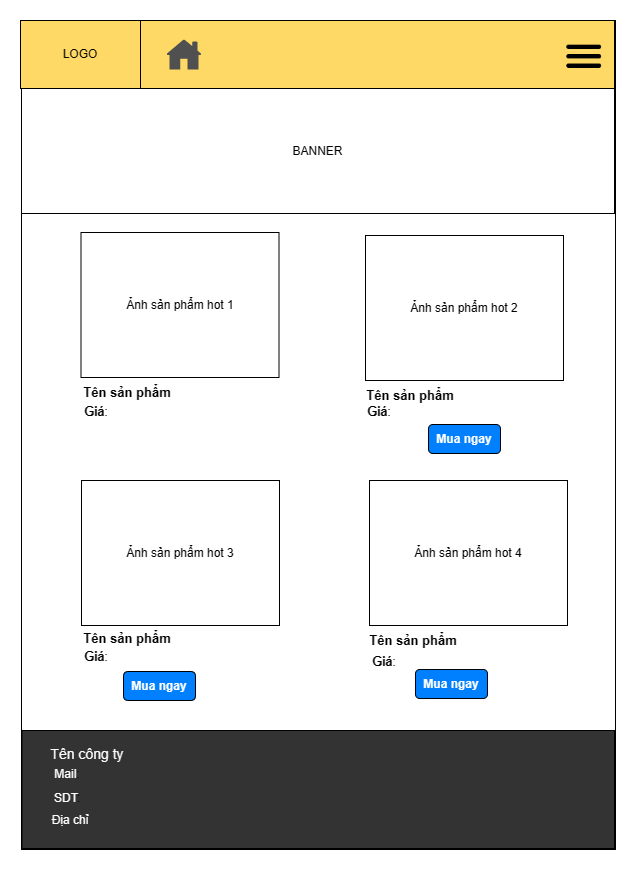 LOGO
BANNER
Ảnh sản phẩm hot 1
Ảnh sản phẩm hot 2
Tên sản phẩm
Giá:
Tên sản phẩm
Giá:
Mua ngay
Ảnh sản phẩm hot 3
Ảnh sản phẩm hot 4
Tên sản phẩm
Giá:
Mua ngay
Tên sản phẩm
Giá:
Mua ngay
Tên công ty
Mail
SDT
Địa chỉ